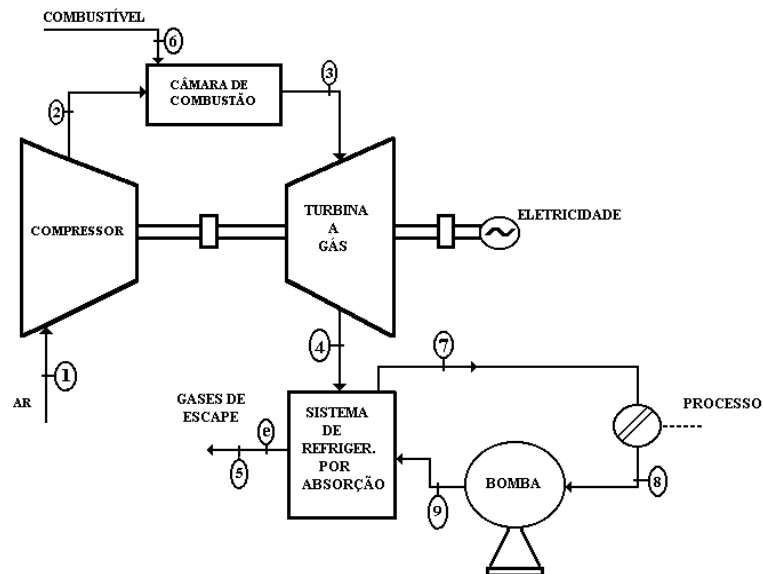 COMBUSTÍVEL
6
CÂMARA DE
COMBUSTÃO
3
2
COMPRESSOR
TURBINA
A
GÁS
ELETRICIDADE
1
AR
4
7
GASES DE
ESCAPE
e
5
SISTEMA
DE
REFRIGER.
POR
ABSORÇÃO
PROCESSO
BOMBA
8
9